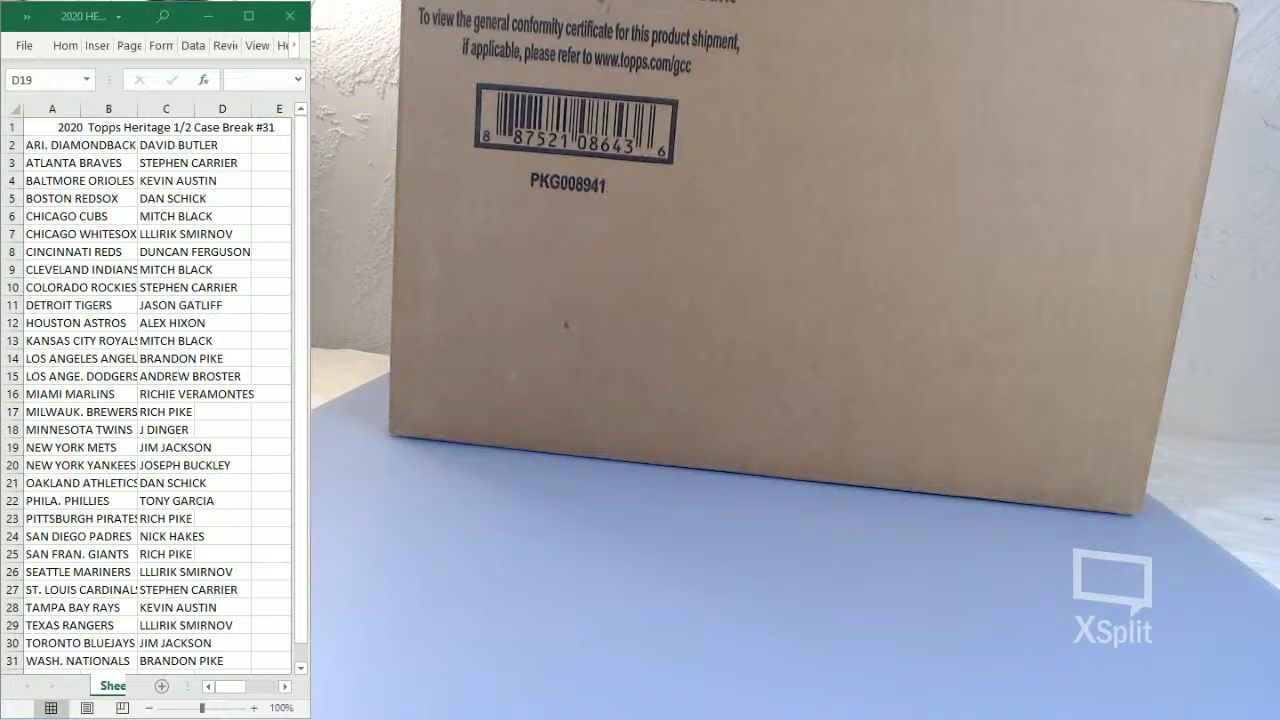 2020 HE...
File Hom Inser Page Form Data Revi View He
D19 fx
A B C D E
1 2020 Topps Heritage 1/2 Case Break #31
2 ARI. DIAMONDBACK DAVID BUTLER
3 ATLANTA BRAVES STEPHEN CARRIER
4 BALTMORE ORIOLES KEVIN AUSTIN
5 BOSTON REDSOX DAN SCHICK
6 CHICAGO CUBS MITCH BLACK
7 CHICAGO WHITESOX LLLIRIK SMIRNOV
8 CINCINNATI REDS DUNCAN FERGUSON
9 CLEVELAND INDIANS MITCH BLACK
10 COLORADO ROCKIES STEPHEN CARRIER
11 DETROIT TIGERS JASON GATLIFF
12 HOUSTON ASTROS ALEX HIXON
13 KANSAS CITY ROYALS MITCH BLACK
14 LOS ANGELES ANGEL BRANDON PIKE
15 LOS ANGE. DODGERS ANDREW BROSTER
16 MIAMI MARLINS RICHIE VERAMONTES
17 MILWAUK. BREWERS RICH PIKE
18 MINNESOTA TWINS J DINGER
19 NEW YORK METS JIM JACKSON
20 NEW YORK YANKEES JOSEPH BUCKLEY
21 OAKLAND ATHLETICS DAN SCHICK
22 PHILA. PHILLIES TONY GARCIA
23 PITTSBURGH PIRATES RICH PIKE
24 SAN DIEGO PADRES NICK HAKES
25 SAN FRAN. GIANTS RICH PIKE
26 SEATTLE MARINERS LLLIRIK SMIRNOV
27 ST. LOUIS CARDINALS STEPHEN CARRIER
28 TAMPA BAY RAYS KEVIN AUSTIN
29 TEXAS RANGERS LLLIRIK SMIRNOV
30 TORONTO BLUEJAYS JIM JACKSON
31 WASH. NATIONALS BRANDON PIKE
Shee
100%
To view the general conformity certificate for this product shipment,
if applicable, please refer to www.topps.com/gcc
8 87521 08643 6
PKG008941
XSplit